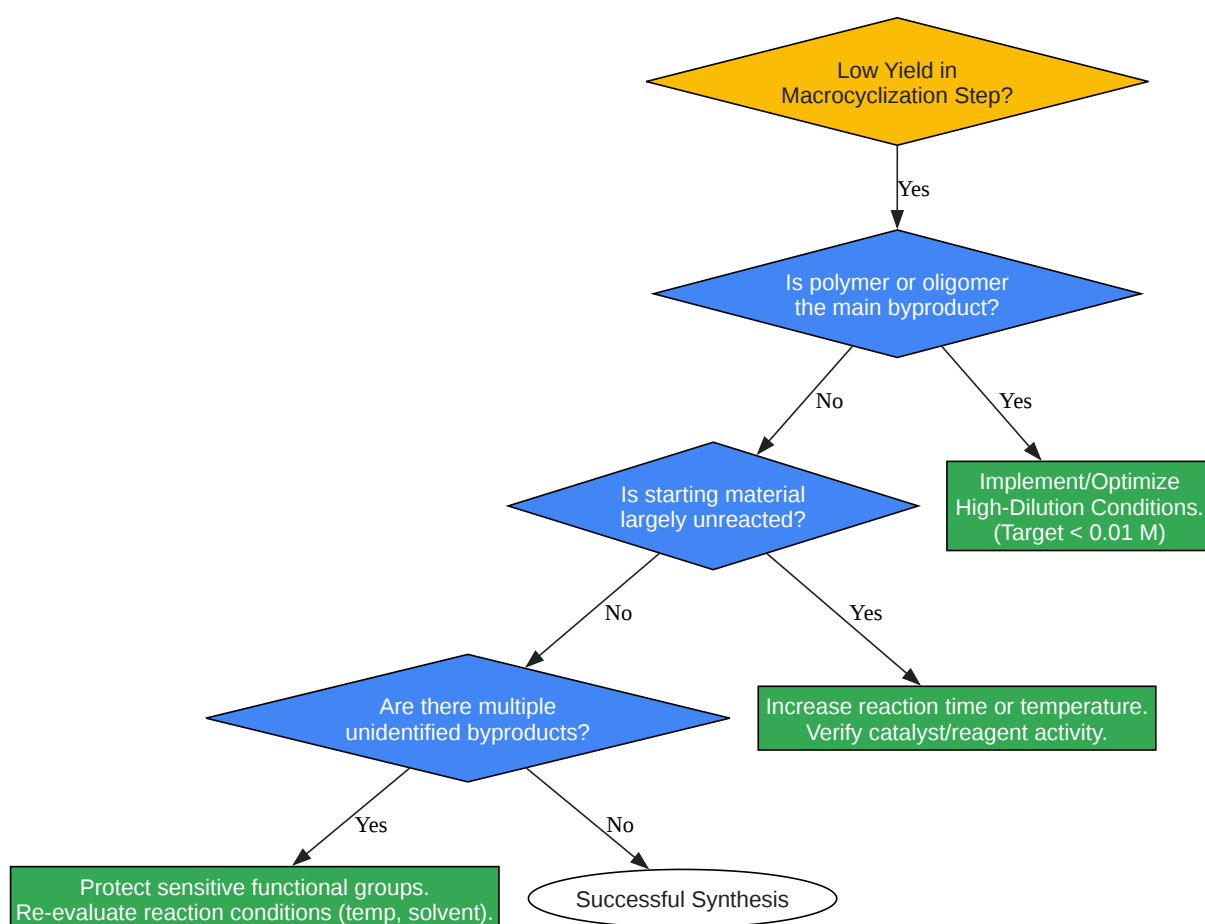 Low Yield in
Macrocyclization Step?
Yes
Is polymer or oligomer
the main byproduct?
No
Yes
Is starting material
largely unreacted?
Implement/Optimize
High-Dilution Conditions.
(Target < 0.01 M)
No
Yes
Are there multiple
unidentified byproducts?
Increase reaction time or temperature.
Verify catalyst/reagent activity.
Yes
No
Protect sensitive functional groups.
Re-evaluate reaction conditions (temp, solvent).
Successful Synthesis